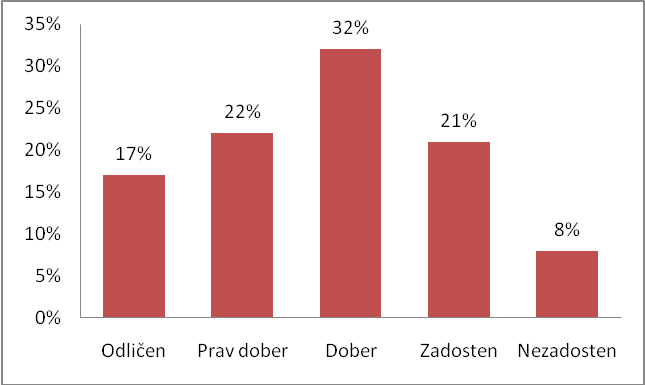 35%
30%
25%
20%
15%
10%
5%
0%
17%
22%
32%
21%
8%
Odličen
Prav dober
Dober
Zadosten
Nezadosten